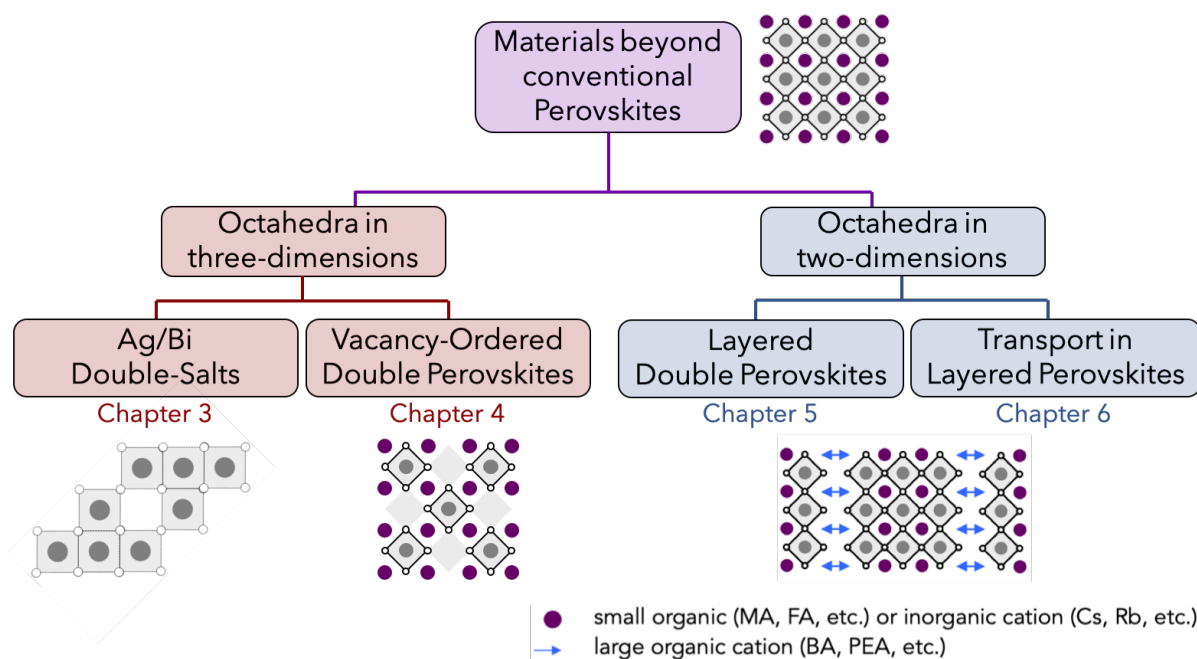 Materials beyond
conventional
Perovskites
Octahedra in
three-dimensions
Octahedra in
two-dimensions
Ag/Bi
Double-Salts
Vacancy-Ordered
Double Perovskites
Layered
Double Perovskites
Transport in
Layered Perovskites
Chapter 3
Chapter 4
Chapter 5
Chapter 6
small organic (MA, FA, etc.) or inorganic cation (Cs, Rb, etc.)
large organic cation (BA, PEA, etc.)